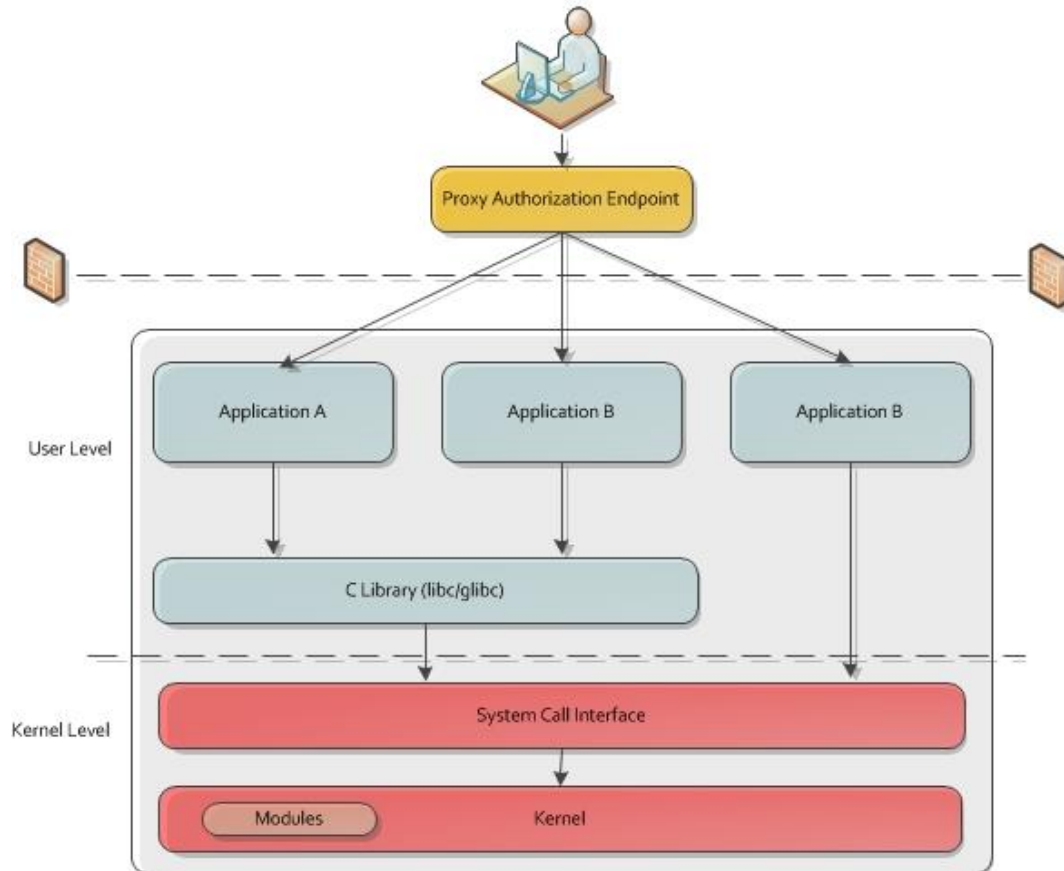 Proxy Authorization Endpoint
Application A
Application B
Application B
User Level
C Library (libc/glibc)
System Call Interface
Kernel Level
Modules
Kernel